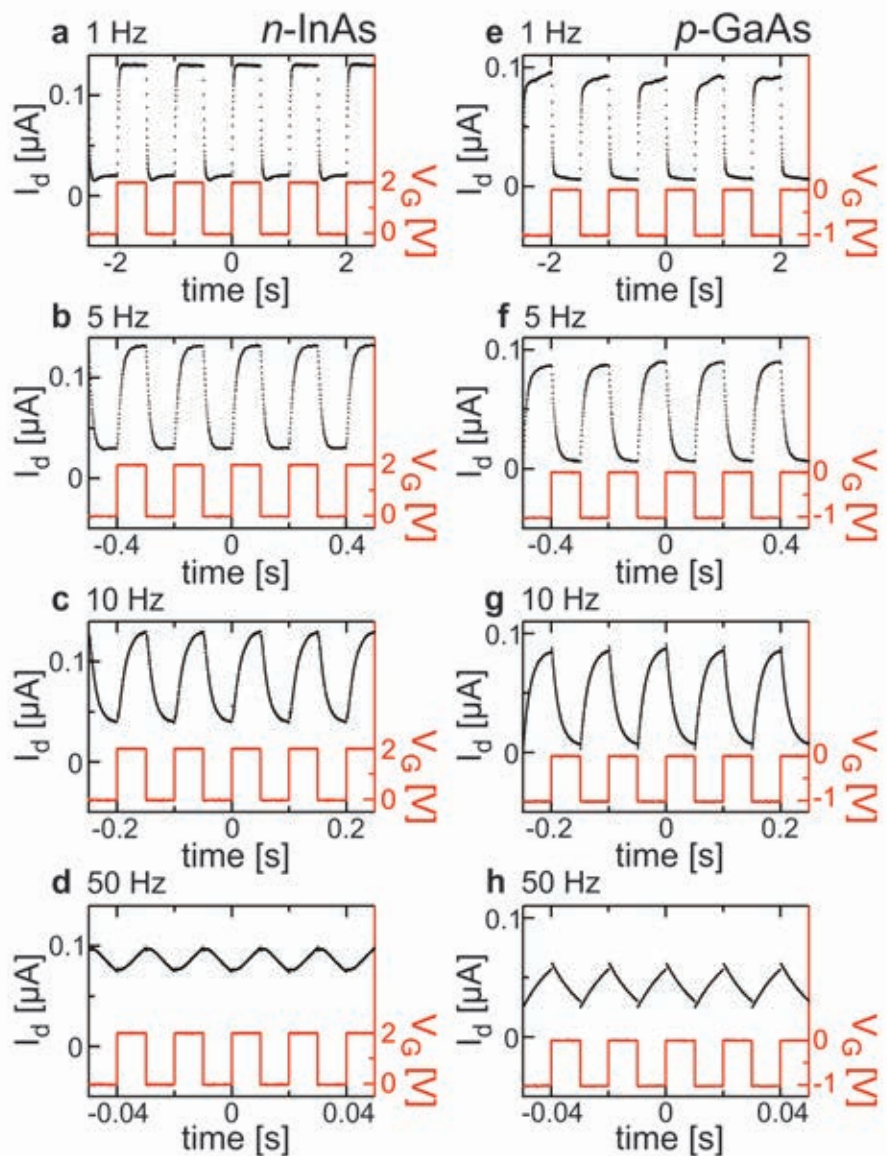 a 1 Hz n-InAs
0.1
0
I_d [µA]
2
0
V_G [V]
-2 0 2
time [s]
b 5 Hz
0.1
0
I_d [µA]
2
0
V_G [V]
-0.4 0 0.4
time [s]
c 10 Hz
0.1
0
I_d [µA]
2
0
V_G [V]
-0.2 0 0.2
time [s]
d 50 Hz
0.1
0
I_d [µA]
2
0
V_G [V]
-0.04 0 0.04
time [s]
e 1 Hz p-GaAs
0.1
0
I_d [µA]
0
-1
V_G [V]
-2 0 2
time [s]
f 5 Hz
0.1
0
I_d [µA]
0
-1
V_G [V]
-0.4 0 0.4
time [s]
g 10 Hz
0.1
0
I_d [µA]
0
-1
V_G [V]
-0.2 0 0.2
time [s]
h 50 Hz
0.1
0
I_d [µA]
0
-1
V_G [V]
-0.04 0 0.04
time [s]